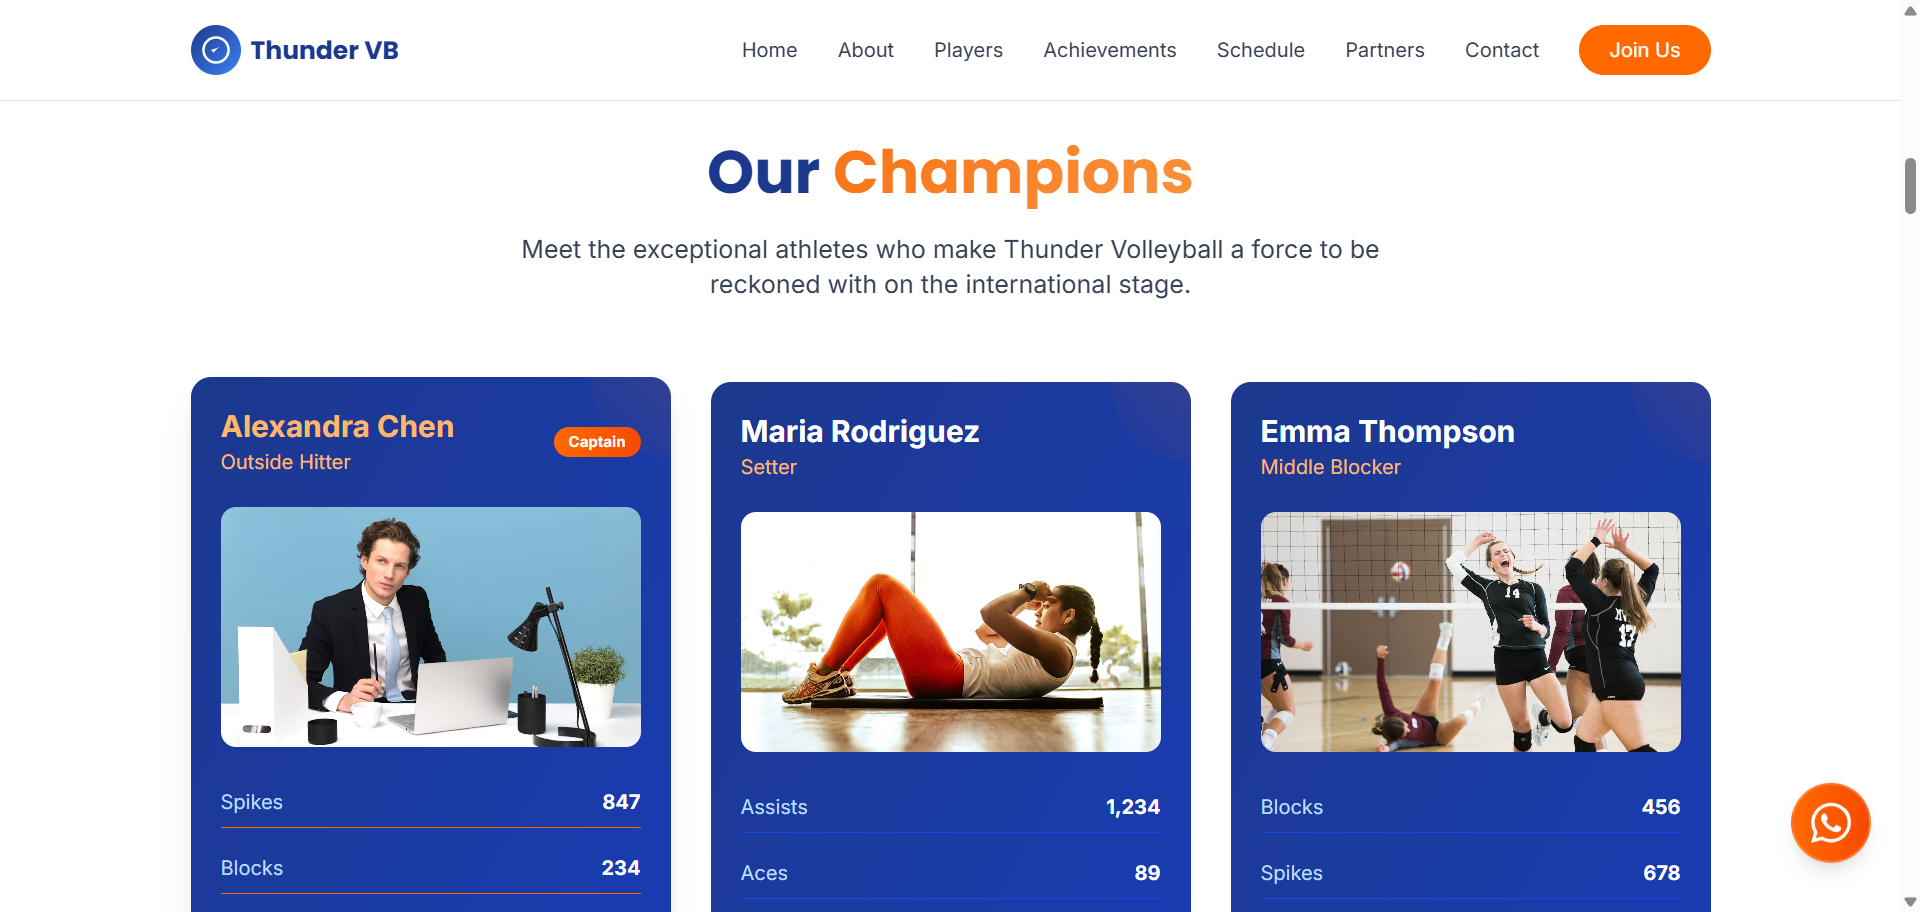 Thunder VB
Home
About
Players
Achievements
Schedule
Partners
Contact
Join Us
Our Champions
Meet the exceptional athletes who make Thunder Volleyball a force to be
reckoned with on the international stage.
Alexandra Chen
Outside Hitter
Captain
Spikes 847
Blocks 234
Maria Rodriguez
Setter
Assists 1,234
Aces 89
Emma Thompson
Middle Blocker
14
17
Blocks 456
Spikes 678